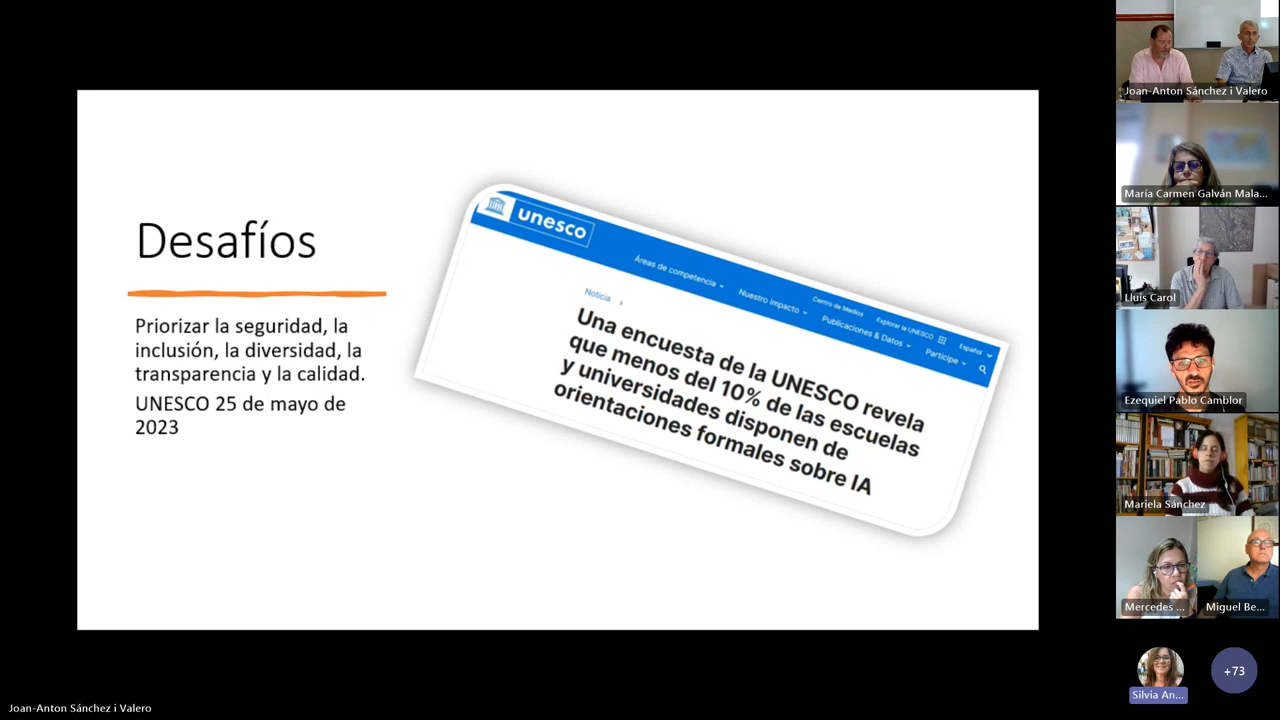 Desafíos
Priorizar la seguridad, la
inclusión, la diversidad, la
transparencia y la calidad.
UNESCO 25 de mayo de
2023
unesco
Áreas de competencia
Nuestro impacto
Centro de Medios
Explorar la UNESCO
Español
Publicaciones & Datos
Participe
Noticia >
Una encuesta de la UNESCO revela
que menos del 10% de las escuelas
y universidades disponen de
orientaciones formales sobre IA
Joan-Anton Sánchez i Valero
María Carmen Galván Mala...
Lluís Carol
Ezequiel Pablo Camblor
Mariela Sánchez
Mercedes ...
Miguel Be...
Silvia An...
+73
Joan-Anton Sánchez i Valero